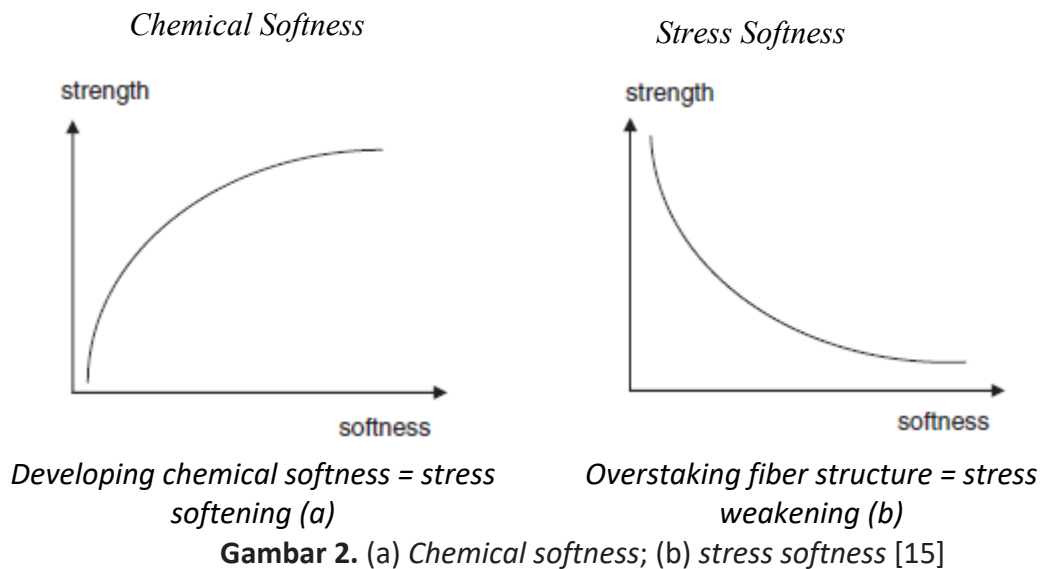 Chemical Softness
strength
softness
Developing chemical softness = stress
softening (a)
Stress Softness
strength
softness
Overstaking fiber structure = stress
weakening (b)
Gambar 2. (a) Chemical softness; (b) stress softness [15]